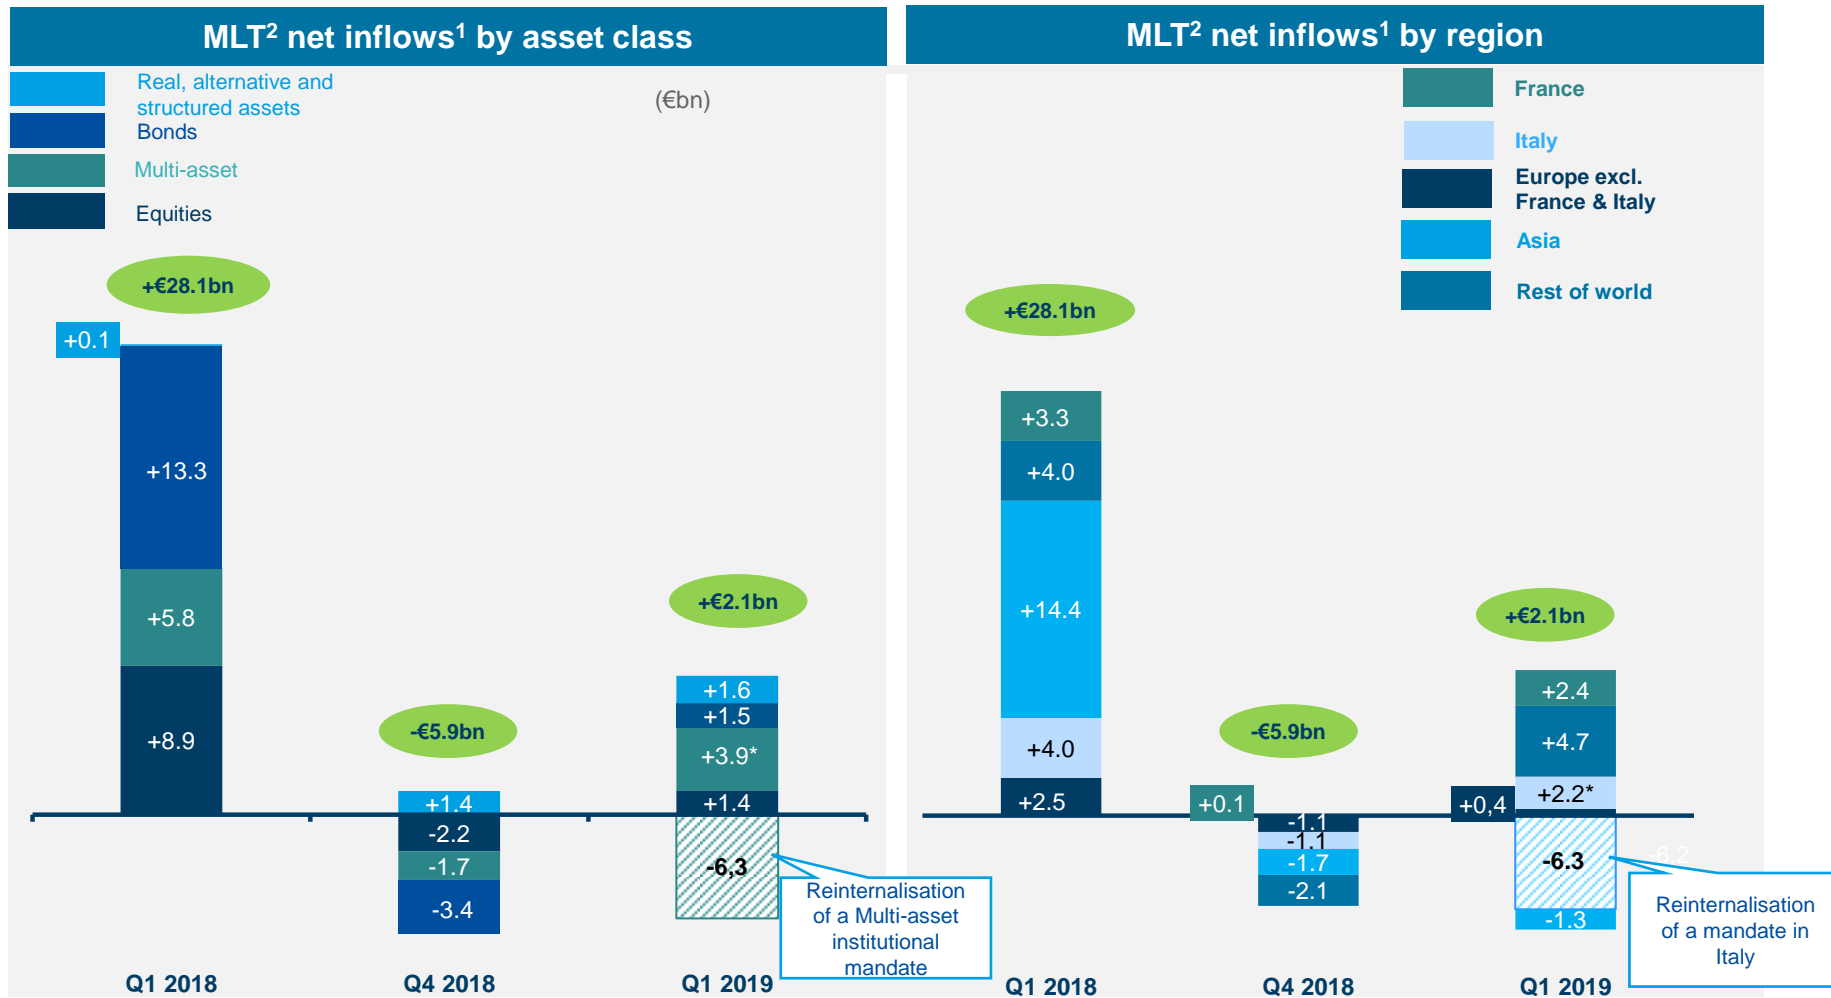 MLT² net inflows¹ by asset class
Real, alternative and
structured assets
Bonds
Multi-asset
Equities
(€bn)
+€28.1bn
+0.1
+13.3
+5.8
+8.9
-€5.9bn
+1.4
-2.2
-1.7
-3.4
+€2.1bn
+1.6
+1.5
+3.9*
+1.4
-6,3
Reinternalisation
of a Multi-asset
institutional
mandate
Q1 2018
Q4 2018
Q1 2019
MLT² net inflows¹ by region
France
Italy
Europe excl.
France & Italy
Asia
Rest of world
+€28.1bn
+3.3
+4.0
+14.4
+4.0
+2.5
-€5.9bn
+0.1
-1.1
-1.1
-1.7
-2.1
+€2.1bn
+2.4
+4.7
+2.2*
+0,4
-6.3
-6.2
-1.3
Reinternalisation
of a mandate in
Italy
Q1 2018
Q4 2018
Q1 2019